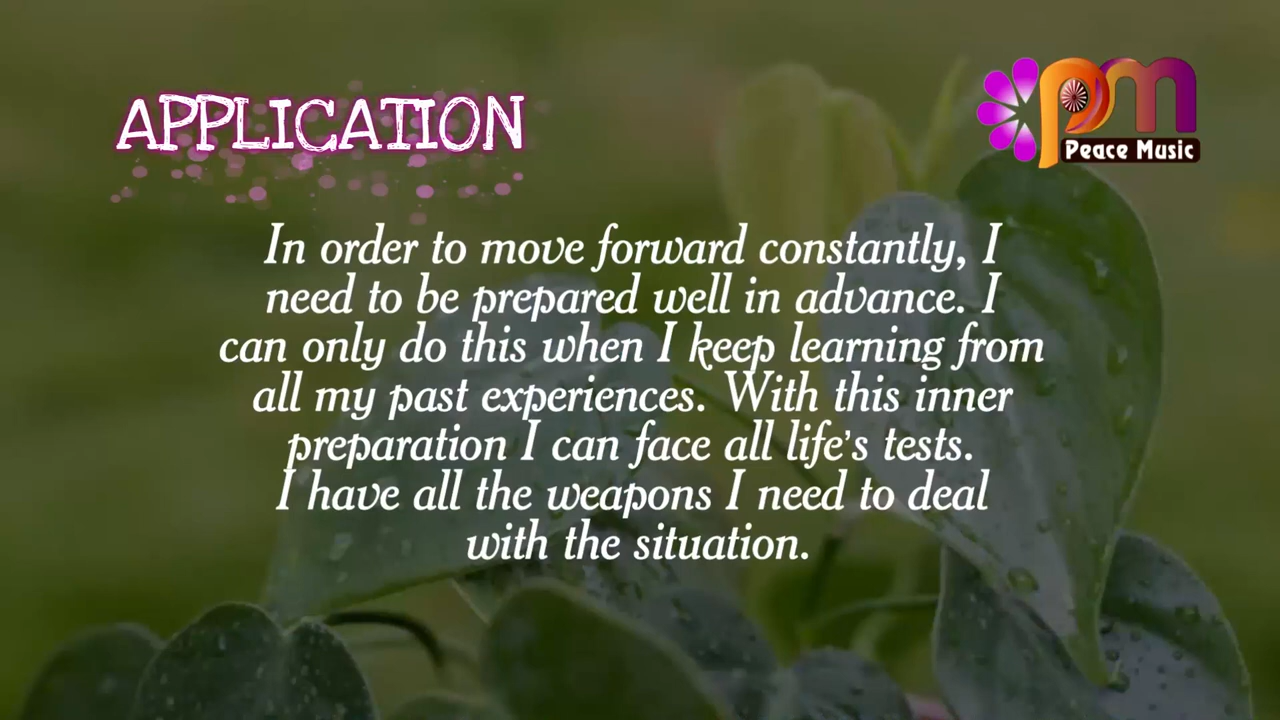 APPLICATION
pm
Peace Music
In order to move forward constantly, I
need to be prepared well in advance. I
can only do this when I keep learning from
all my past experiences. With this inner
preparation I can face all life's tests.
I have all the weapons I need to deal
with the situation.